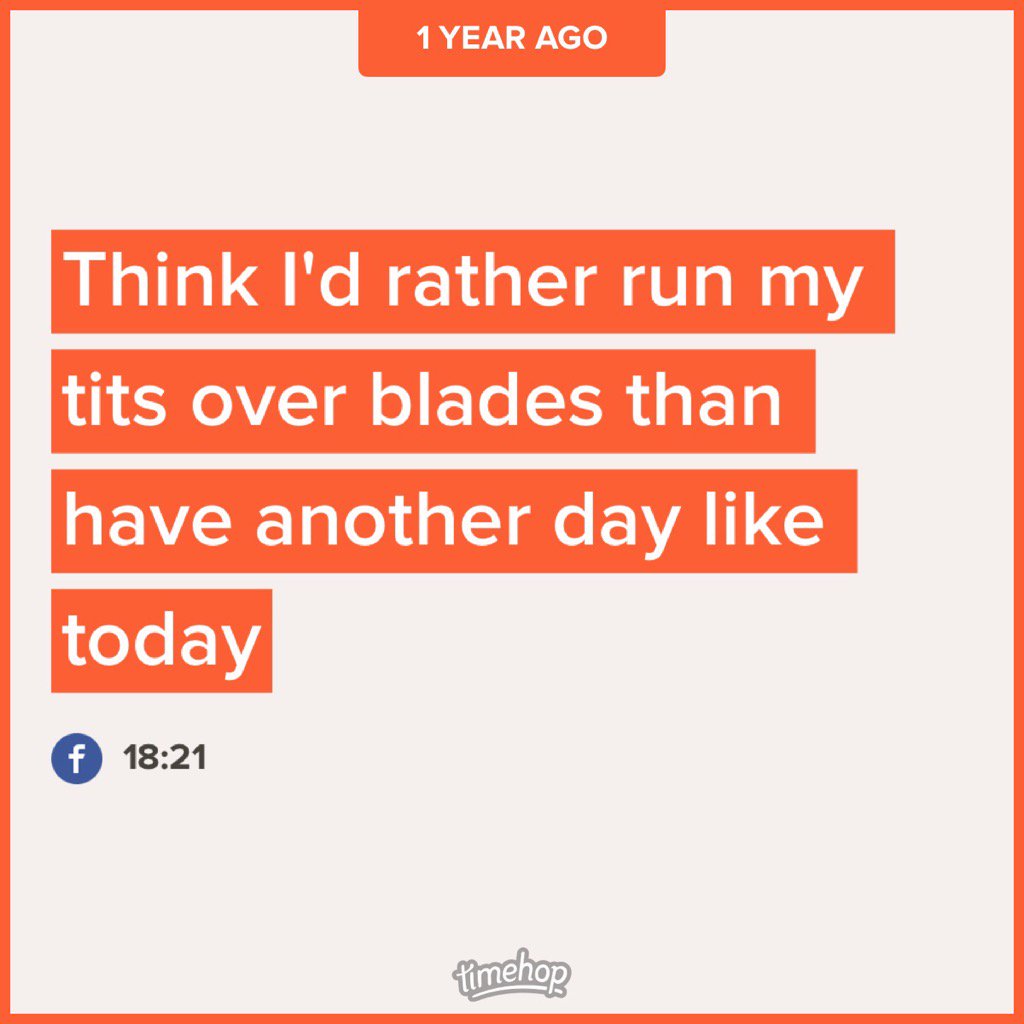 1 YEAR AGO
Think I'd rather run my
tits over blades than
have another day like
today
f 18:21
timehop